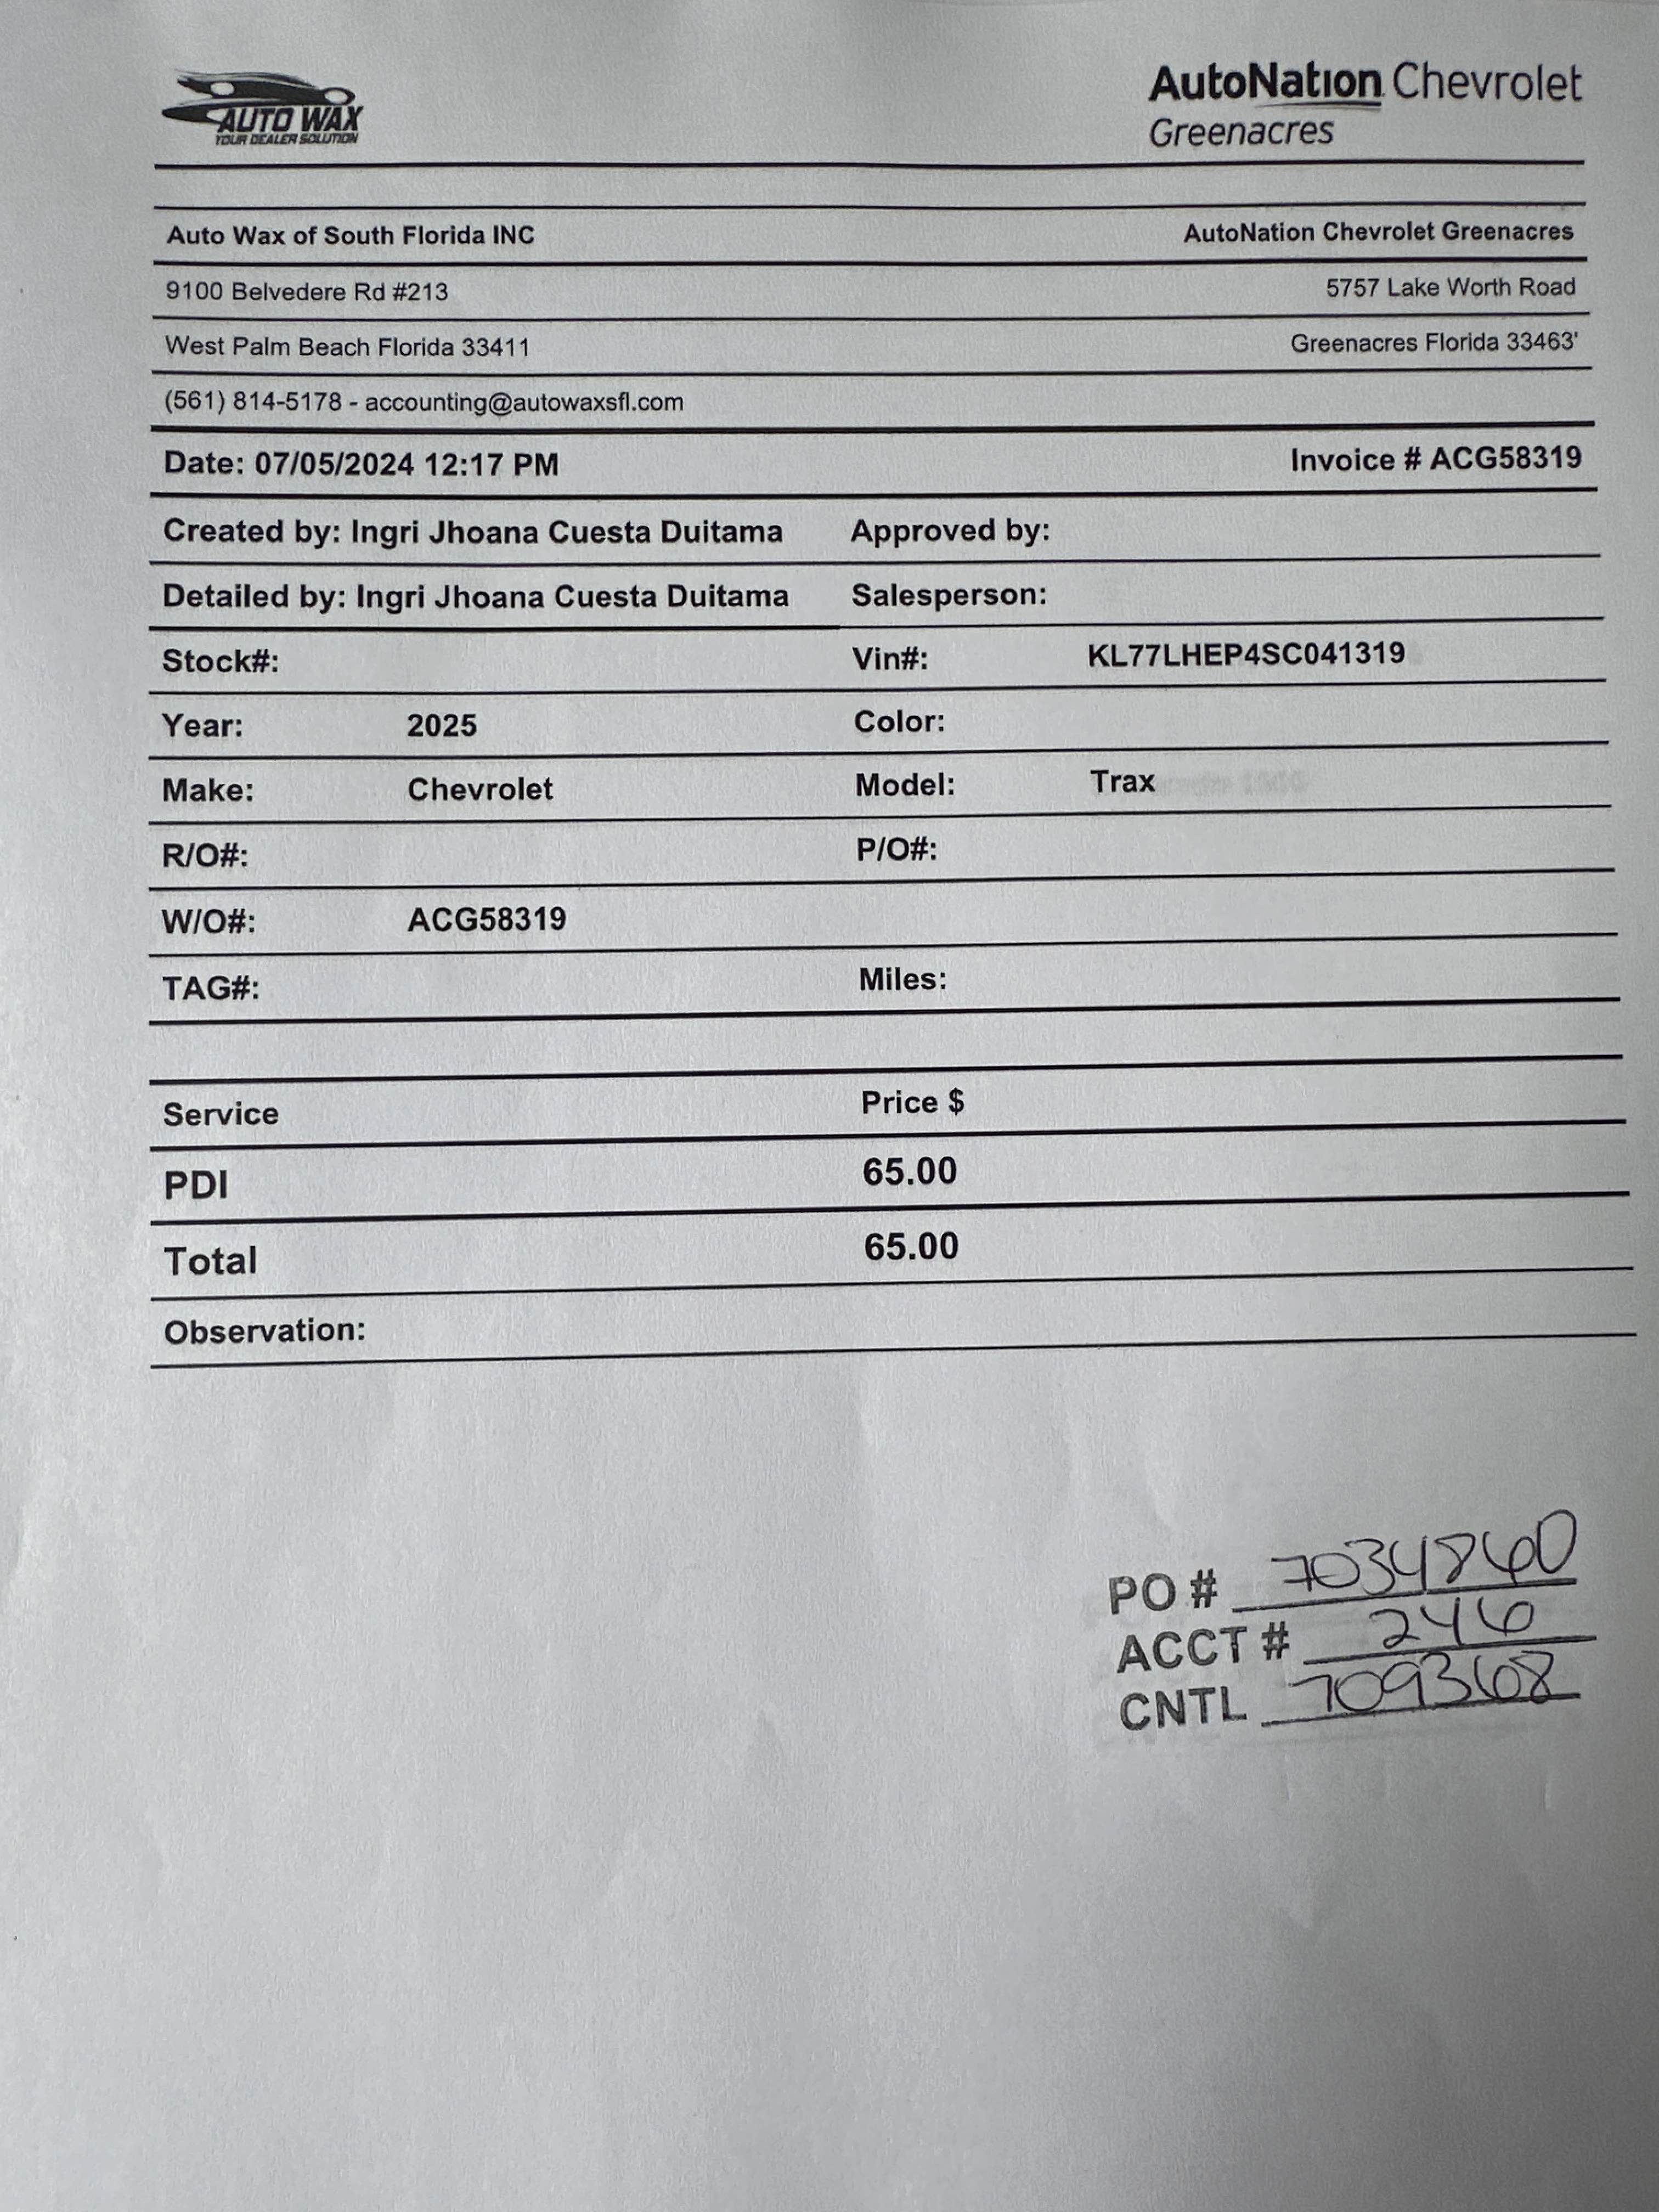 AUTO WAX
YOUR DEALER SOLUTION
AutoNation Chevrolet
Greenacres
Auto Wax of South Florida INC AutoNation Chevrolet Greenacres
9100 Belvedere Rd #213 5757 Lake Worth Road
West Palm Beach Florida 33411 Greenacres Florida 33463'
(561) 814-5178 - accounting@autowaxsfl.com
Date: 07/05/2024 12:17 PM Invoice # ACG58319
Created by: Ingri Jhoana Cuesta Duitama Approved by:
Detailed by: Ingri Jhoana Cuesta Duitama Salesperson:
Stock#: Vin#: KL77LHEP4SC041319
Year: 2025 Color:
Make: Chevrolet Model: Trax
R/O#: P/O#:
W/O#: ACG58319
TAG#: Miles:
Service Price $
PDI 65.00
Total 65.00
Observation:
PO # 7034860
ACCT # 246
CNTL 709368